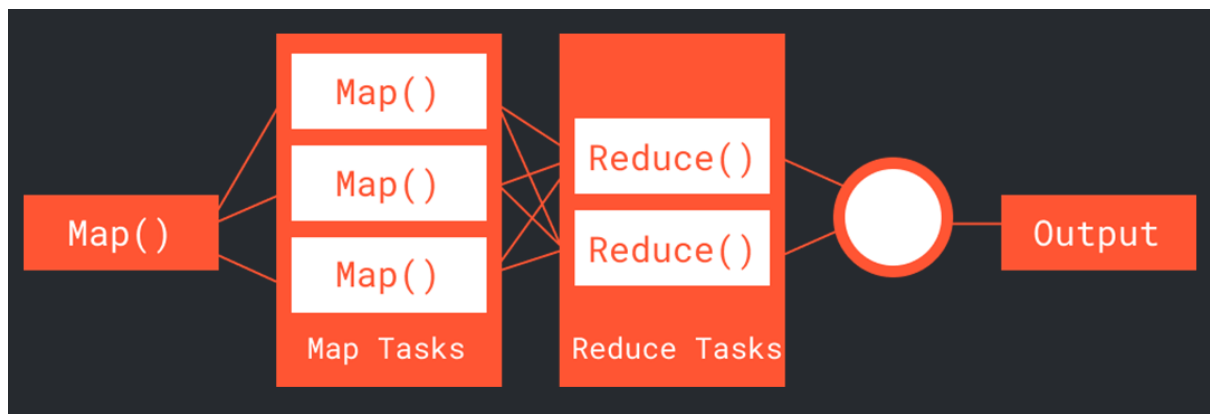 Map()
Map()
Map()
Map()
Map Tasks
Reduce()
Reduce()
Reduce Tasks
Output